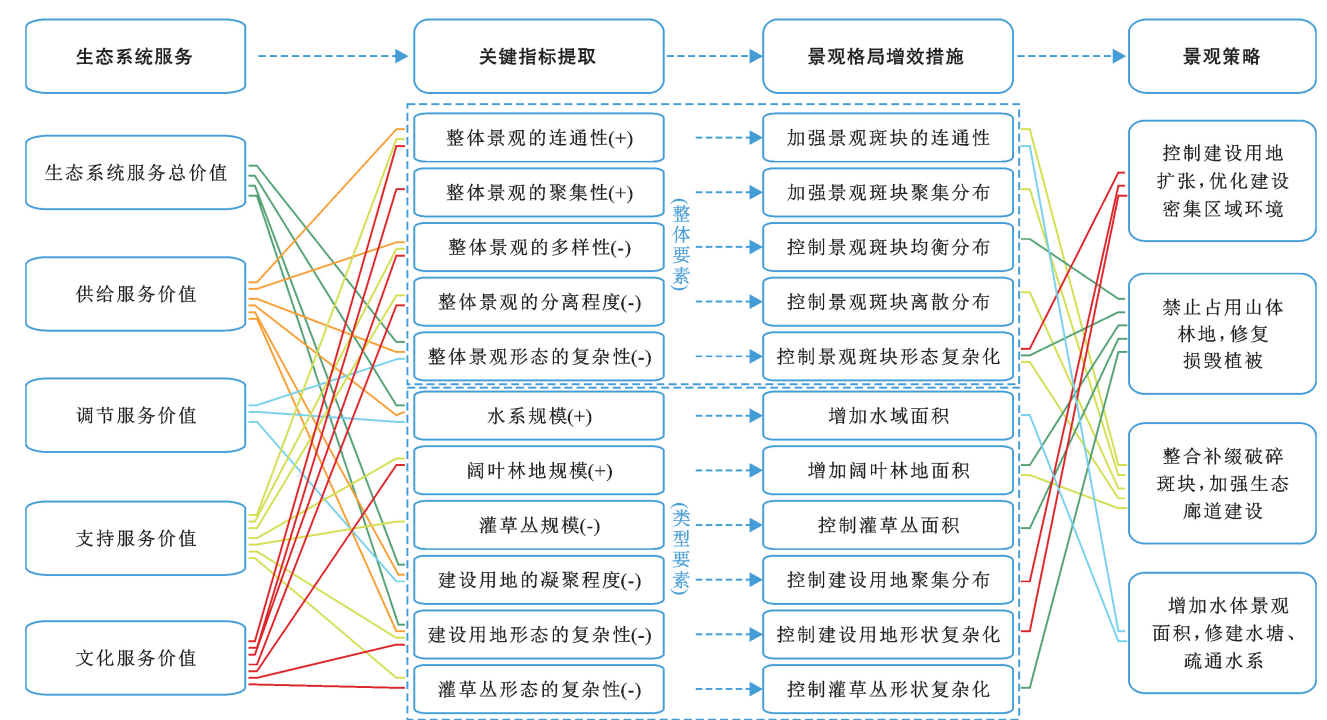 生态系统服务
关键指标提取
景观格局增效措施
景观策略
生态系统服务总价值
供给服务价值
调节服务价值
支持服务价值
文化服务价值
整体景观的连通性(+)
整体景观的聚集性(+)
整体景观的多样性(-)
整体景观的分离程度(-)
整体景观形态的复杂性(-)
水系规模(+)
阔叶林地规模(+)
灌草丛规模(-)
建设用地的凝聚程度(-)
建设用地形态的复杂性(-)
灌草丛形态的复杂性(-)
(整体要素)
(类型要素)
加强景观斑块的连通性
加强景观斑块聚集分布
控制景观斑块均衡分布
控制景观斑块离散分布
控制景观斑块形态复杂化
增加水域面积
增加阔叶林地面积
控制灌草丛面积
控制建设用地聚集分布
控制建设用地形状复杂化
控制灌草丛形状复杂化
控制建设用地
扩张,优化建设
密集区域环境
禁止占用山体
林地,修复
损毁植被
整合补缀破碎
斑块,加强生态
廊道建设
增加水体景观
面积,修建水塘、
疏通水系